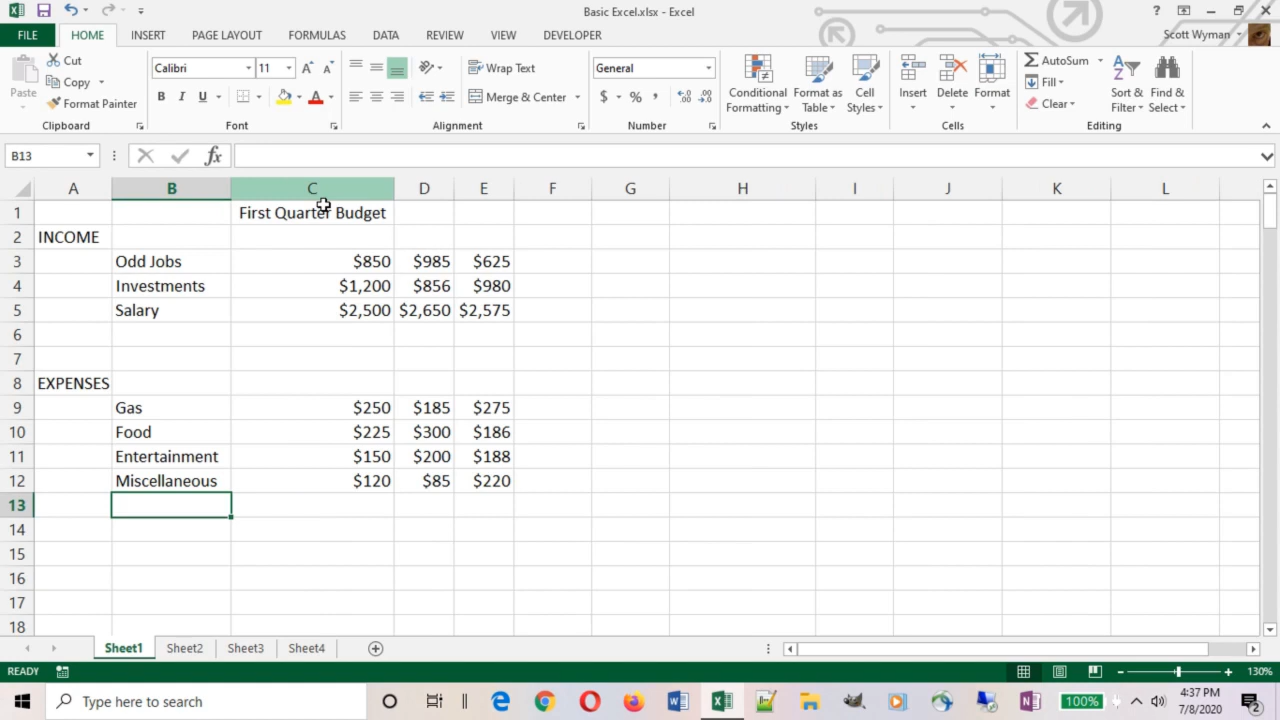 Basic Excel.xlsx - Excel
FILE HOME INSERT PAGE LAYOUT FORMULAS DATA REVIEW VIEW DEVELOPER Scott Wyman
Cut
Copy
Format Painter
Paste
Clipboard
Calibri 11
B I U
Font
Wrap Text
Merge & Center
Alignment
General
$ % ,
Number
Conditional Formatting
Format as Table
Cell Styles
Styles
Insert Delete Format
Cells
AutoSum
Fill
Clear
Sort & Filter
Find & Select
Editing
B13 fx
A B C D E F G H I J K L
1 First Quarter Budget
2 INCOME
3 Odd Jobs $850 $985 $625
4 Investments $1,200 $856 $980
5 Salary $2,500 $2,650 $2,575
6
7
8 EXPENSES
9 Gas $250 $185 $275
10 Food $225 $300 $186
11 Entertainment $150 $200 $188
12 Miscellaneous $120 $85 $220
13
14
15
16
17
18
Sheet1 Sheet2 Sheet3 Sheet4
READY 130%
Type here to search 100% 4:37 PM
7/8/2020 2